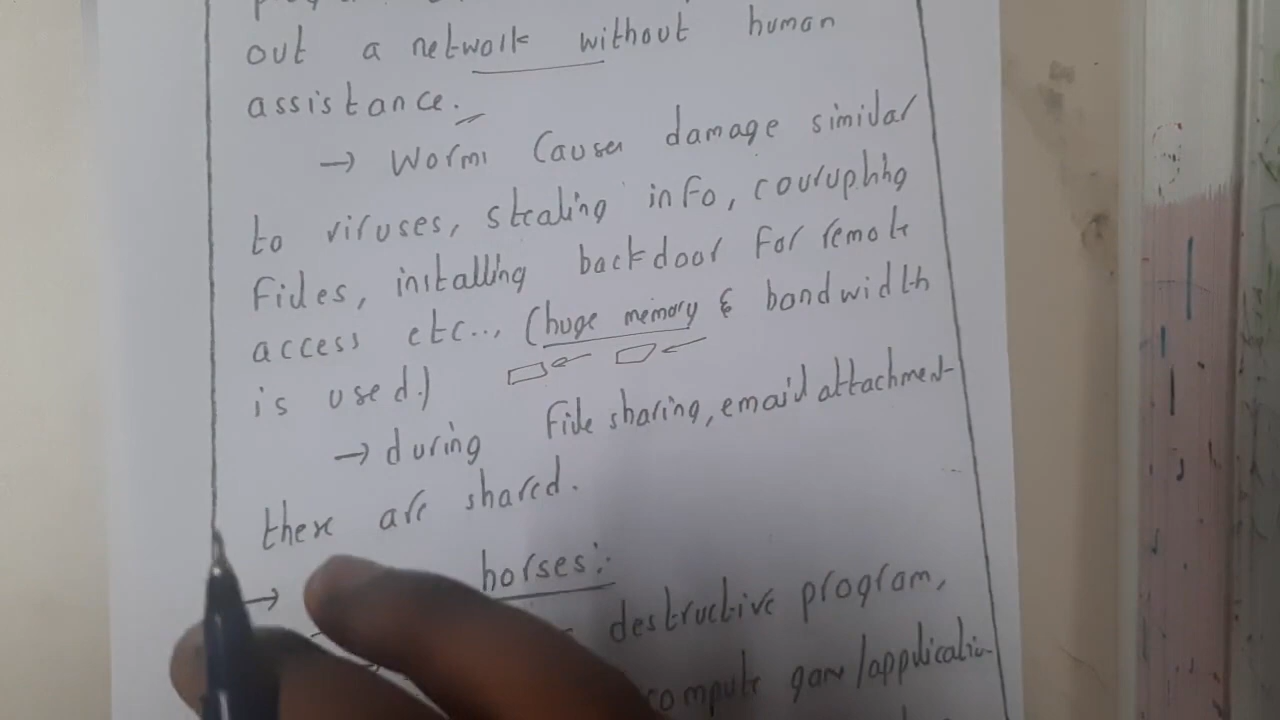 out a network without human
assistance.
→ Worms Causes damage similar
to viruses, stealing info, courupting
Files, installing backdoor For remote
access etc.., (huge memory & bandwidth
is used.)
→ during File sharing, email attachment
these are shared.
→ horses:-
destructive program,
compute game/applicatio